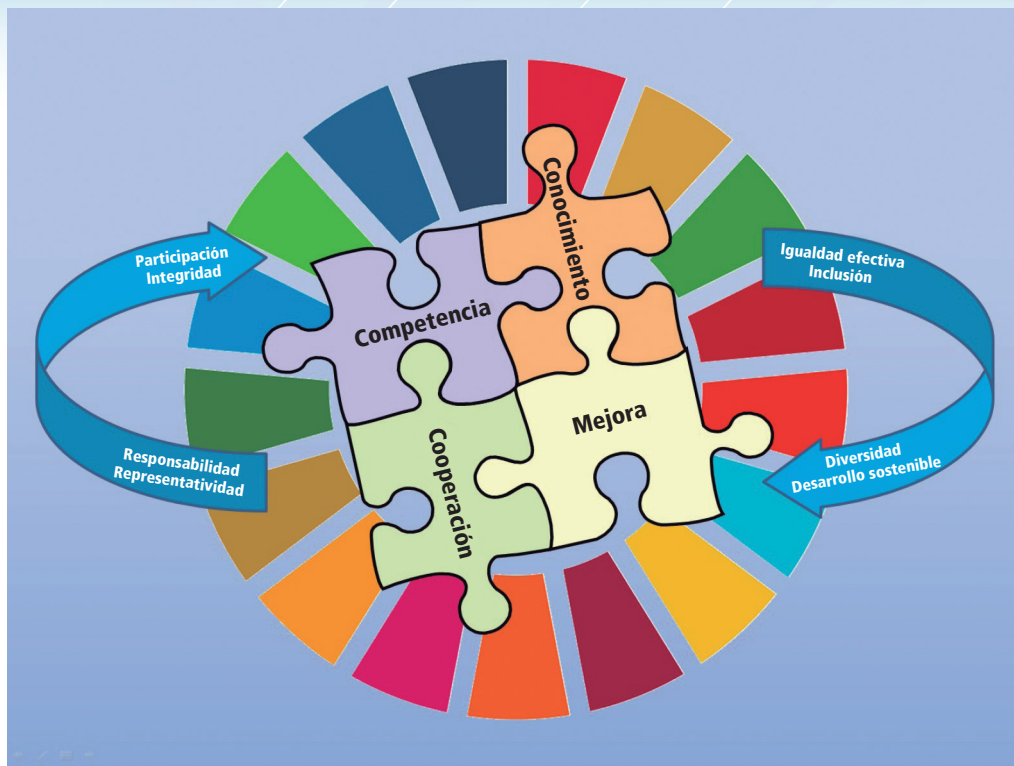 Participación
Integridad
Conocimiento
Igualdad efectiva
Inclusión
Competencia
Mejora
Cooperación
Responsabilidad
Representatividad
Diversidad
Desarrollo sostenible